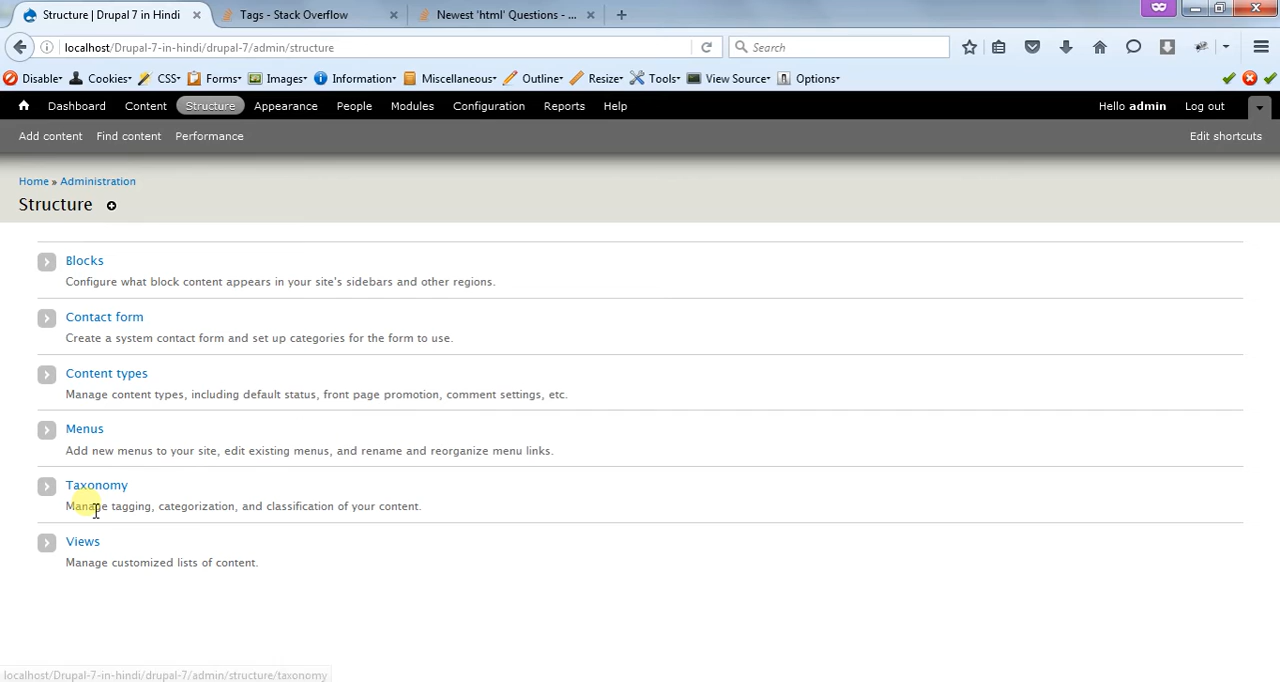 Structure | Drupal 7 in Hindi
Tags - Stack Overflow
Newest 'html' Questions - ...
localhost/Drupal-7-in-hindi/drupal-7/admin/structure
Search
Disable
Cookies
CSS
Forms
Images
Information
Miscellaneous
Outline
Resize
Tools
View Source
Options
Dashboard
Content
Structure
Appearance
People
Modules
Configuration
Reports
Help
Hello admin
Log out
Add content
Find content
Performance
Edit shortcuts
Home » Administration
Structure
Blocks
Configure what block content appears in your site's sidebars and other regions.
Contact form
Create a system contact form and set up categories for the form to use.
Content types
Manage content types, including default status, front page promotion, comment settings, etc.
Menus
Add new menus to your site, edit existing menus, and rename and reorganize menu links.
Taxonomy
Manage tagging, categorization, and classification of your content.
Views
Manage customized lists of content.
localhost/Drupal-7-in-hindi/drupal-7/admin/structure/taxonomy